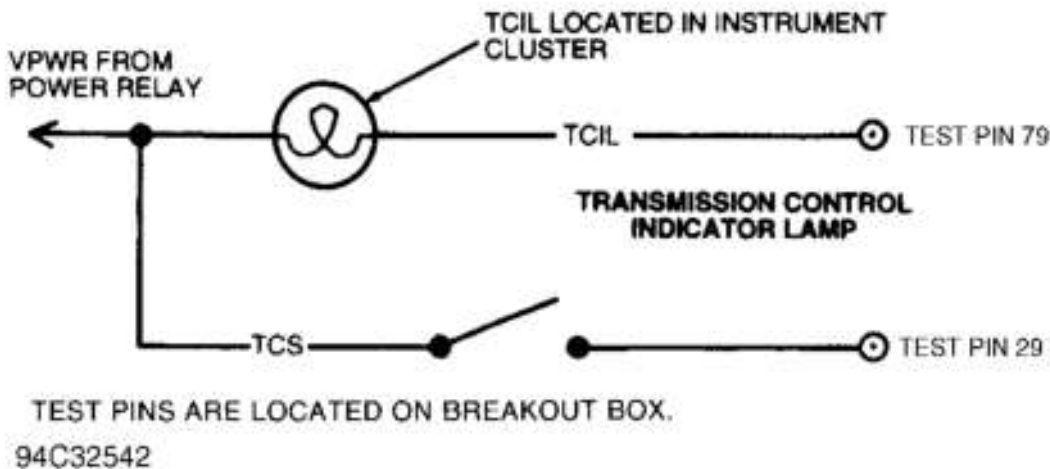 TCIL LOCATED IN INSTRUMENT
CLUSTER
VPWR FROM
POWER RELAY
TCIL
TEST PIN 79
TRANSMISSION CONTROL
INDICATOR LAMP
TCS
TEST PIN 29
TEST PINS ARE LOCATED ON BREAKOUT BOX.
94C32542